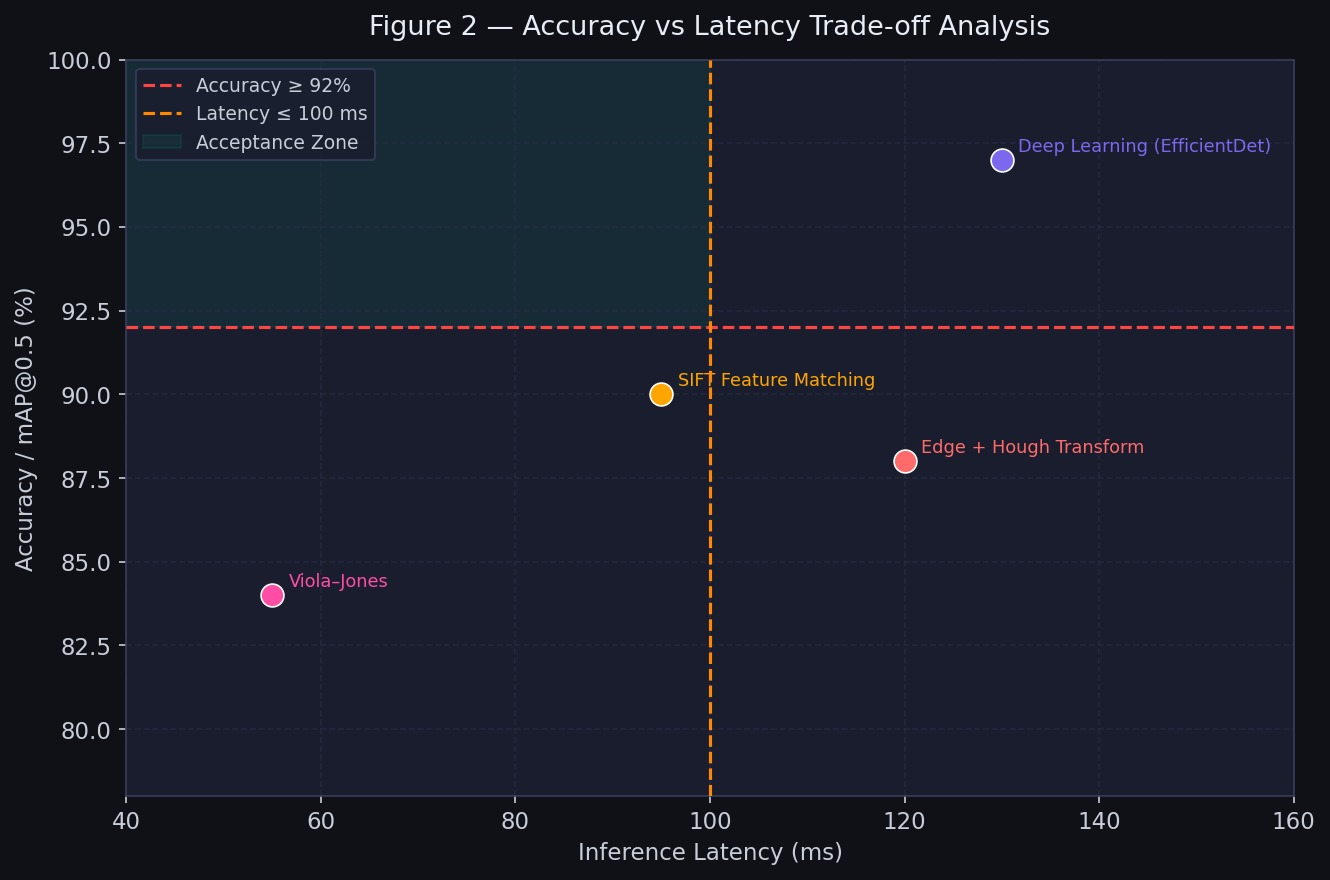 Figure 2 — Accuracy vs Latency Trade-off Analysis
100.0
97.5
95.0
92.5
90.0
87.5
85.0
82.5
80.0
Accuracy / mAP@0.5 (%)
Accuracy ≥ 92%
Latency ≤ 100 ms
Acceptance Zone
Deep Learning (EfficientDet)
SIFT Feature Matching
Edge + Hough Transform
Viola–Jones
40 60 80 100 120 140 160
Inference Latency (ms)